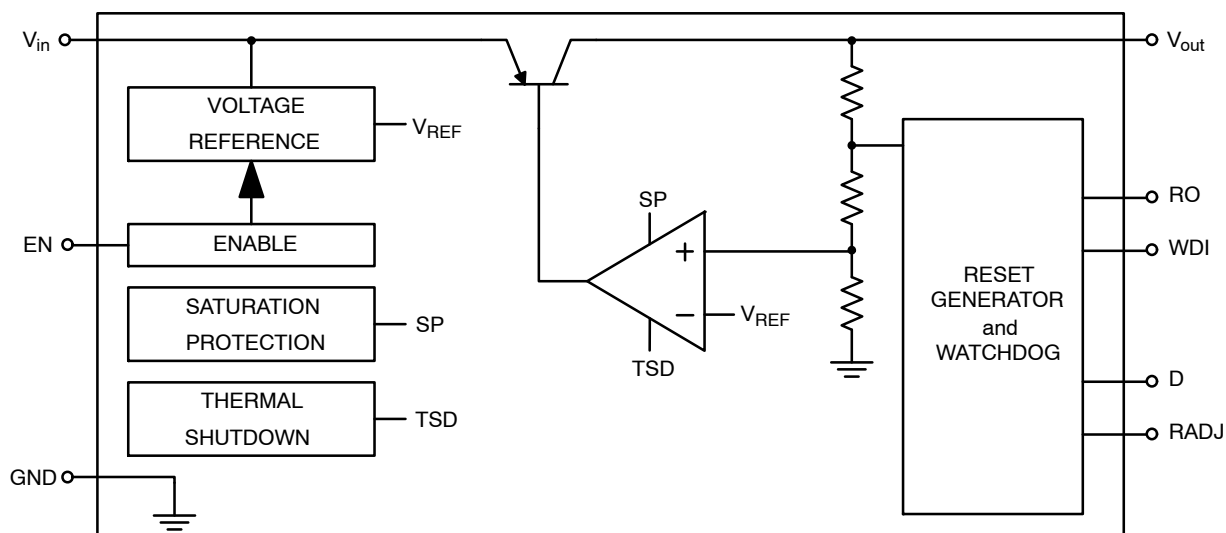 Vin
Vout
VOLTAGE
REFERENCE
VREF
EN
ENABLE
SATURATION
PROTECTION
SP
THERMAL
SHUTDOWN
TSD
GND
SP
+
−
VREF
TSD
RESET
GENERATOR
and
WATCHDOG
RO
WDI
D
RADJ